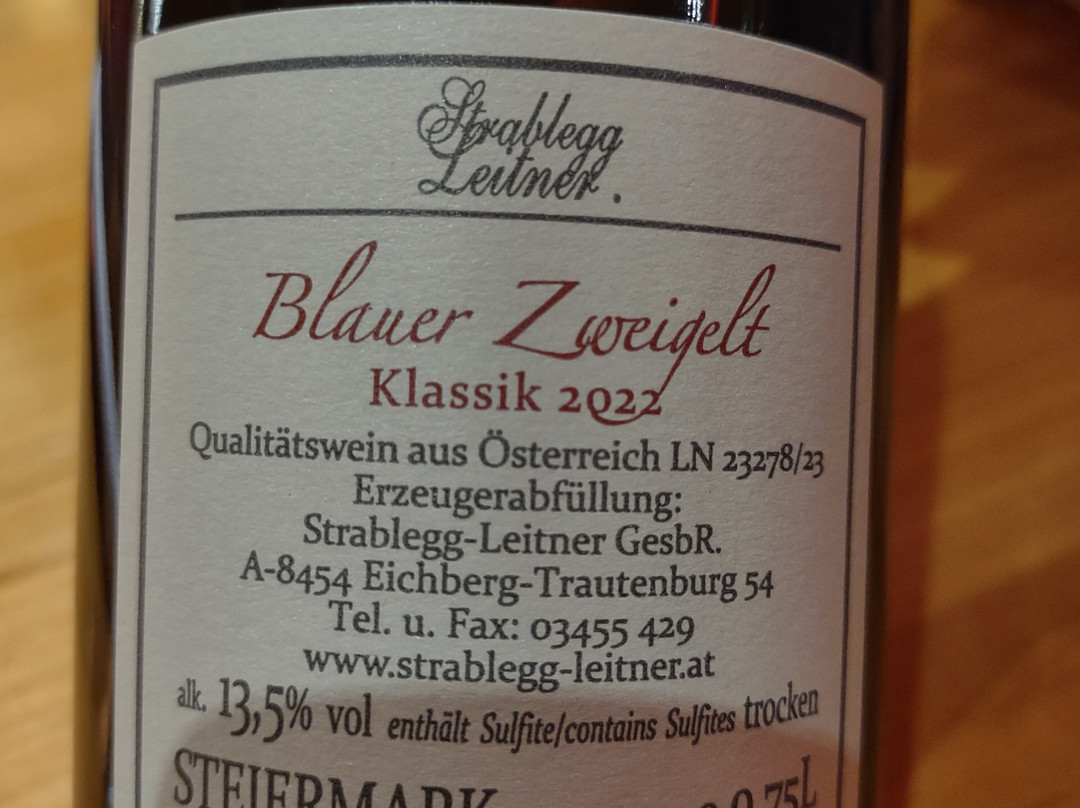 Strablegg
Leitner.
Blauer Zweigelt
Klassik 2022
Qualitätswein aus Österreich LN 23278/23
Erzeugerabfüllung:
Strablegg-Leitner GesbR.
A-8454 Eichberg-Trautenburg 54
Tel. u. Fax: 03455 429
www.strablegg-leitner.at
alk. 13,5% vol enthält Sulfite/contains Sulfites trocken
STEIERMARK 0,75L